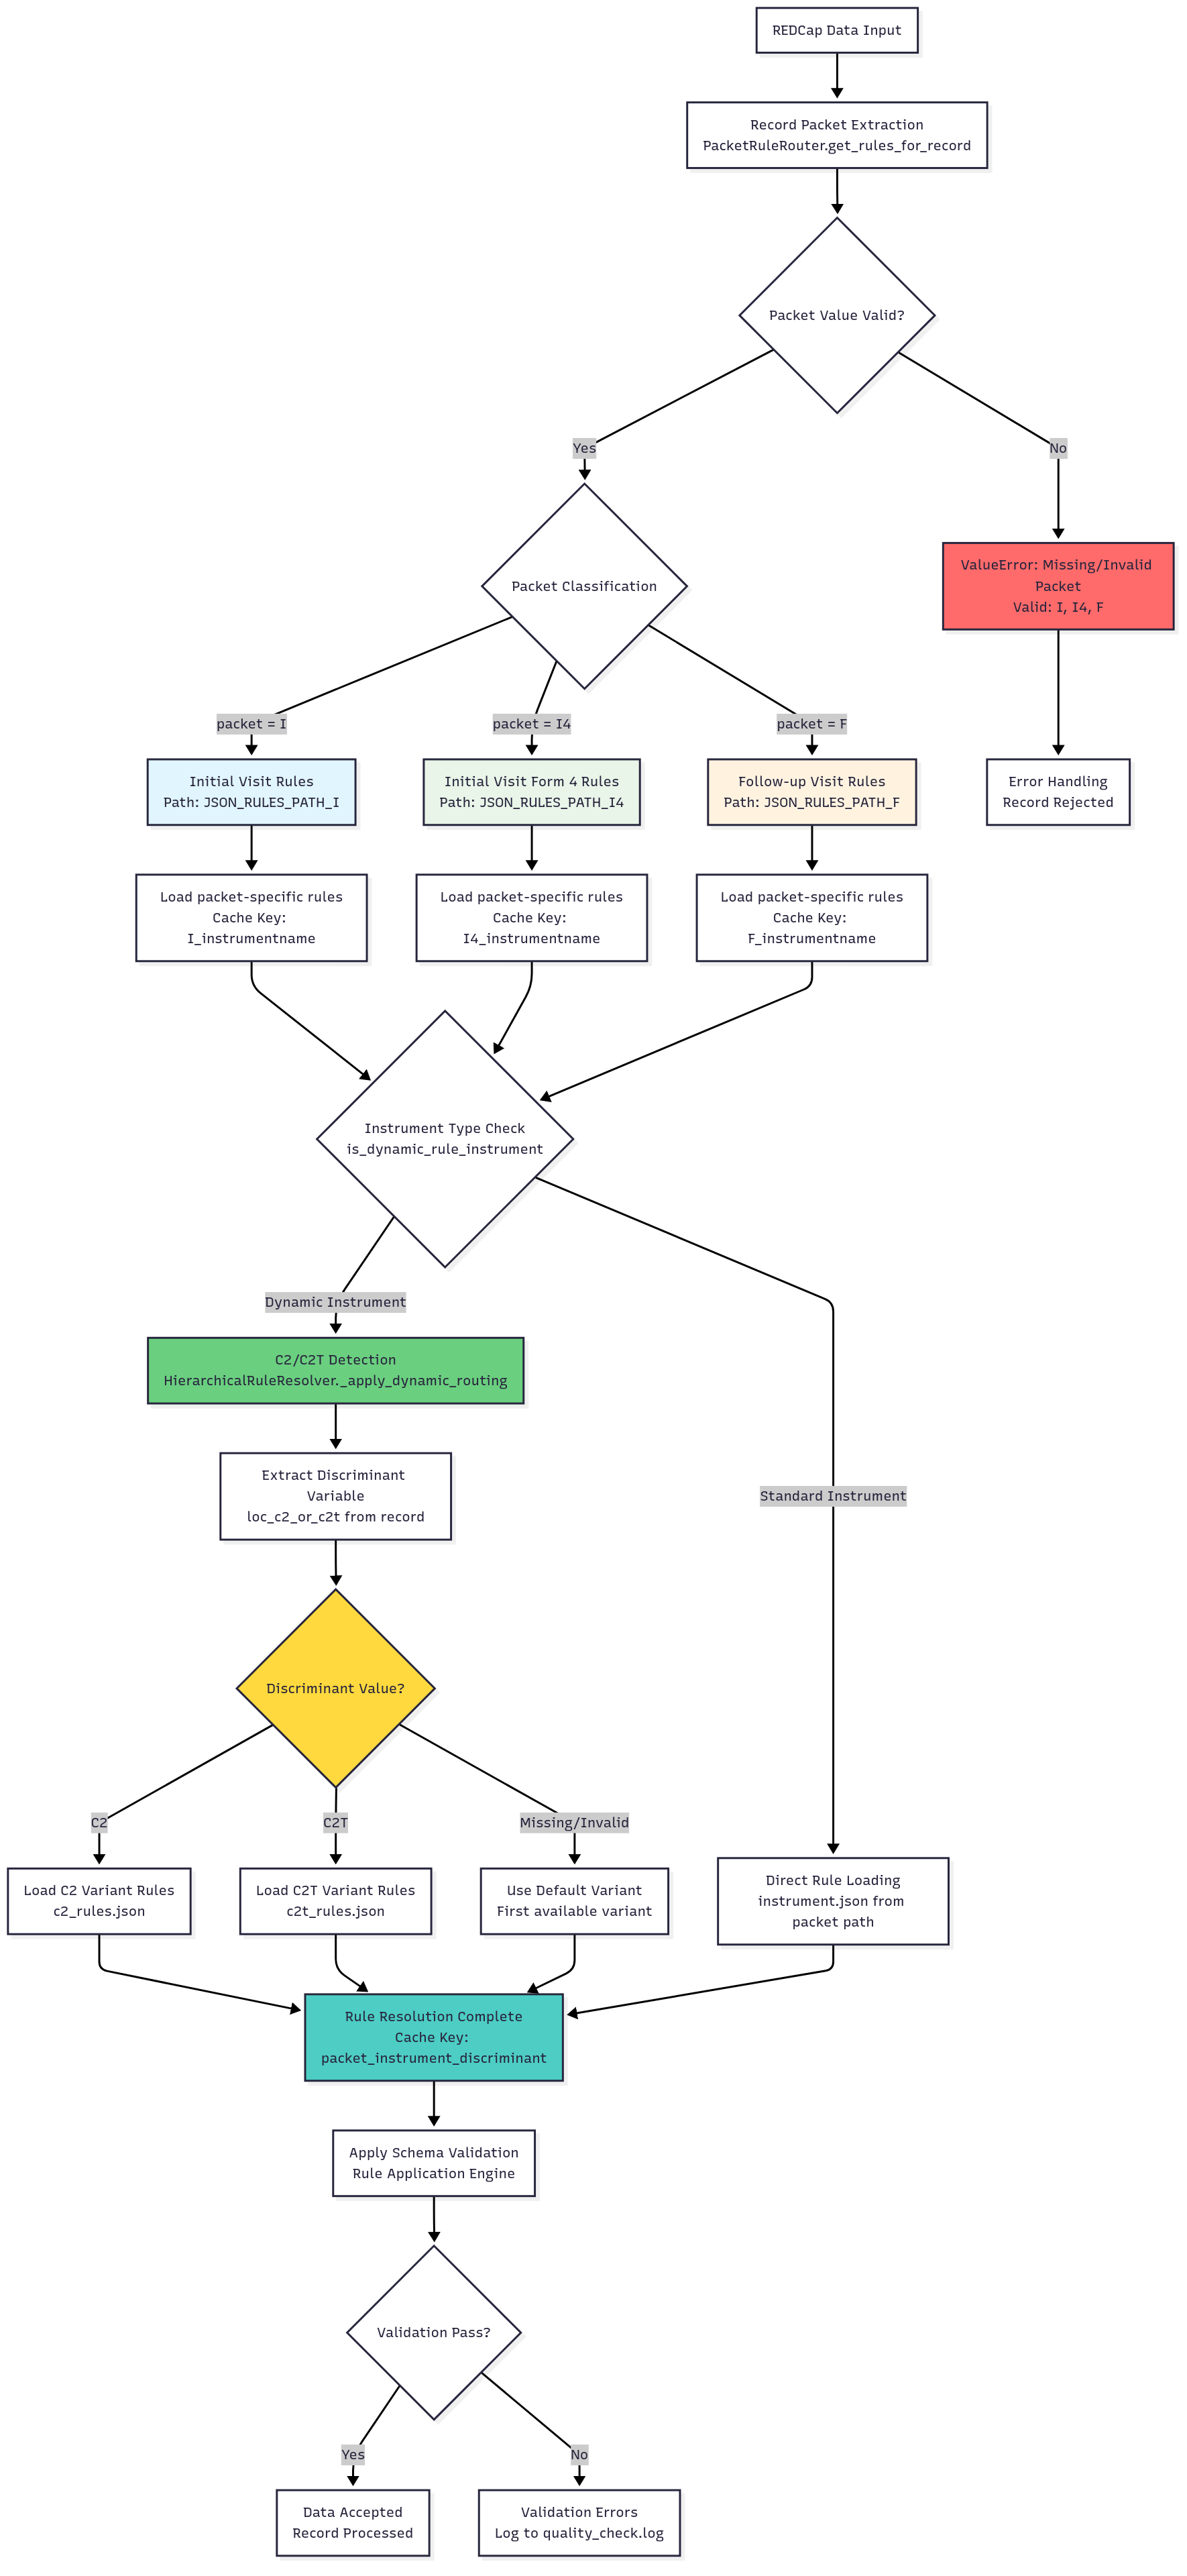 REDCap Data Input
Record Packet Extraction
PacketRuleRouter.get_rules_for_record
Packet Value Valid?
Yes
No
Packet Classification
ValueError: Missing/Invalid
Packet
Valid: I, I4, F
packet = I
packet = I4
packet = F
Initial Visit Rules
Path: JSON_RULES_PATH_I
Initial Visit Form 4 Rules
Path: JSON_RULES_PATH_I4
Follow-up Visit Rules
Path: JSON_RULES_PATH_F
Error Handling
Record Rejected
Load packet-specific rules
Cache Key:
I_instrumentname
Load packet-specific rules
Cache Key:
I4_instrumentname
Load packet-specific rules
Cache Key:
F_instrumentname
Instrument Type Check
is_dynamic_rule_instrument
Dynamic Instrument
C2/C2T Detection
HierarchicalRuleResolver._apply_dynamic_routing
Extract Discriminant
Variable
loc_c2_or_c2t from record
Standard Instrument
Discriminant Value?
C2
C2T
Missing/Invalid
Load C2 Variant Rules
c2_rules.json
Load C2T Variant Rules
c2t_rules.json
Use Default Variant
First available variant
Direct Rule Loading
instrument.json from
packet path
Rule Resolution Complete
Cache Key:
packet_instrument_discriminant
Apply Schema Validation
Rule Application Engine
Validation Pass?
Yes
No
Data Accepted
Record Processed
Validation Errors
Log to quality_check.log